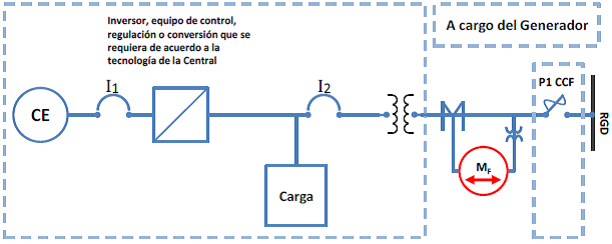 Inversor, equipo de control,
regulación o conversión que se
requiera de acuerdo a la
tecnología de la Central
A cargo del Generador
I1
I2
P1 CCF
CE
Carga
MF
RGD